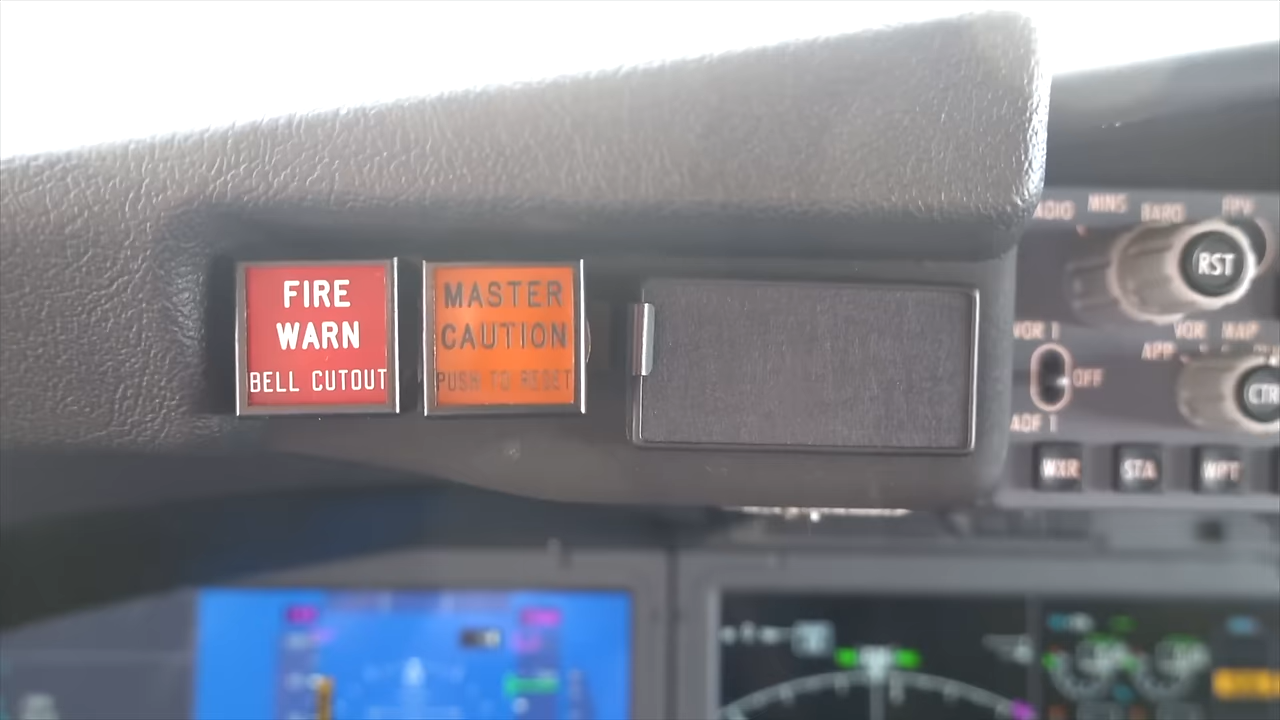 FIRE
WARN
BELL CUTOUT
MASTER
CAUTION
PUSH TO RESET
RADIO MINS BARO
RST
VOR 1
VOR MAP
APP
OFF
CTR
ADF 1
WXR STA WPT